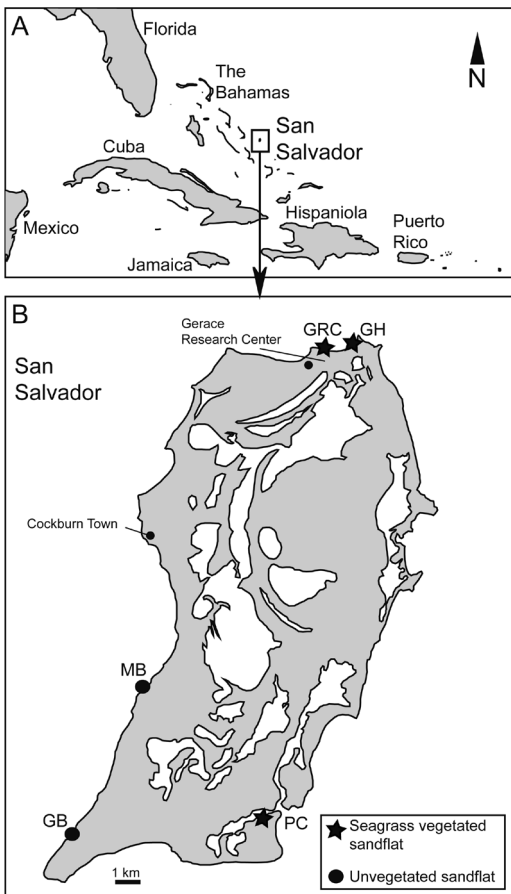 A
Florida
The
Bahamas
N
San
Salvador
Cuba
Hispaniola
Mexico
Puerto
Rico
Jamaica
B
San
Salvador
Gerace
Research Center
GRC
GH
Cockburn Town
MB
GB
PC
Seagrass vegetated
sandflat
Unvegetated sandflat
1 km